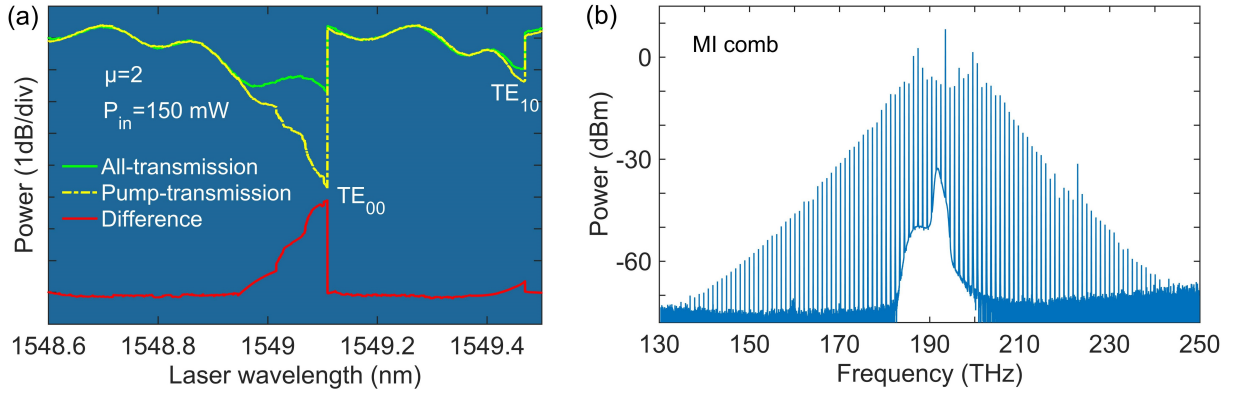 (a)
Power (1dB/div)
μ=2
P_in=150 mW
All-transmission
Pump-transmission
Difference
TE_00
TE_10
1548.6 1548.8 1549 1549.2 1549.4
Laser wavelength (nm)
(b)
MI comb
Power (dBm)
0
-30
-60
130 150 170 190 210 230 250
Frequency (THz)